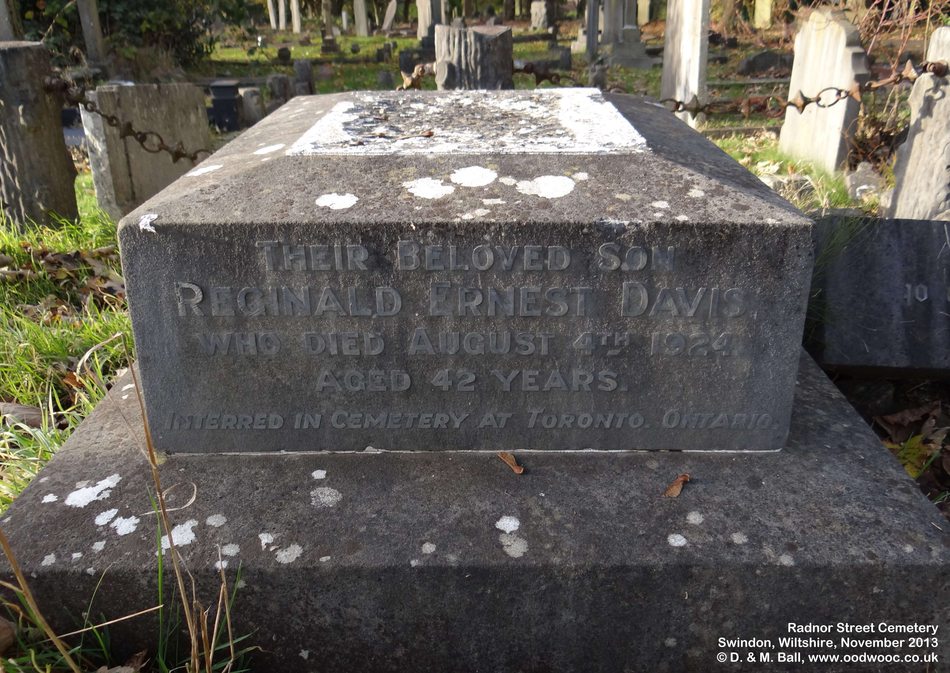 THEIR BELOVED SON
REGINALD ERNEST DAVIS.
WHO DIED AUGUST 4TH 1924.
AGED 42 YEARS.
INTERRED IN CEMETERY AT TORONTO. ONTARIO.
10
Radnor Street Cemetery
Swindon, Wiltshire, November 2013
© D. & M. Ball, www.oodwooc.co.uk